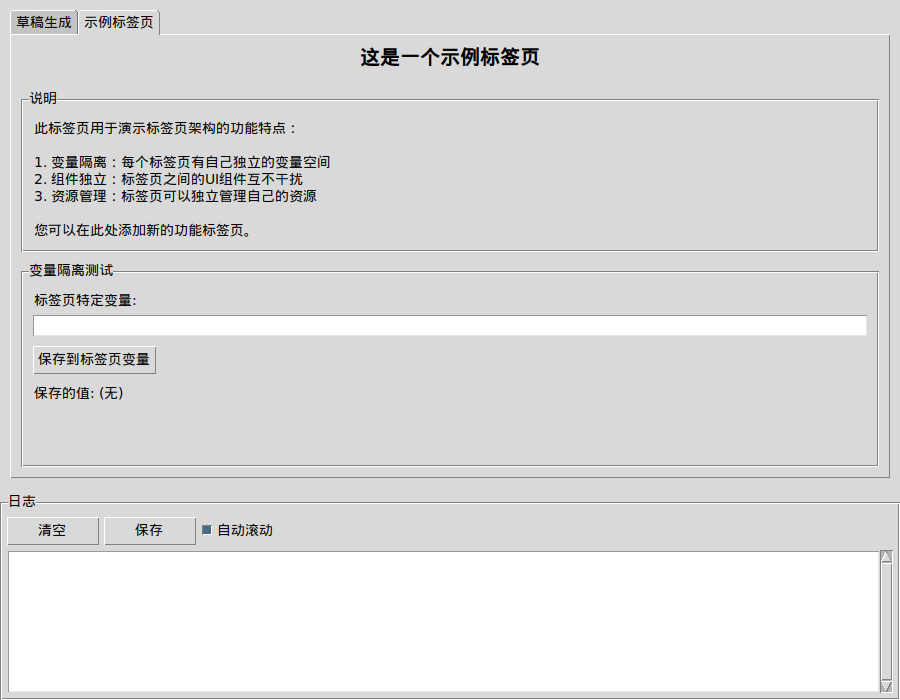 草稿生成 示例标签页
这是一个示例标签页
说明
此标签页用于演示标签页架构的功能特点：
1. 变量隔离：每个标签页有自己独立的变量空间
2. 组件独立：标签页之间的UI组件互不干扰
3. 资源管理：标签页可以独立管理自己的资源
您可以在此处添加新的功能标签页。
变量隔离测试
标签页特定变量:
保存到标签页变量
保存的值: (无)
日志
清空 保存 自动滚动